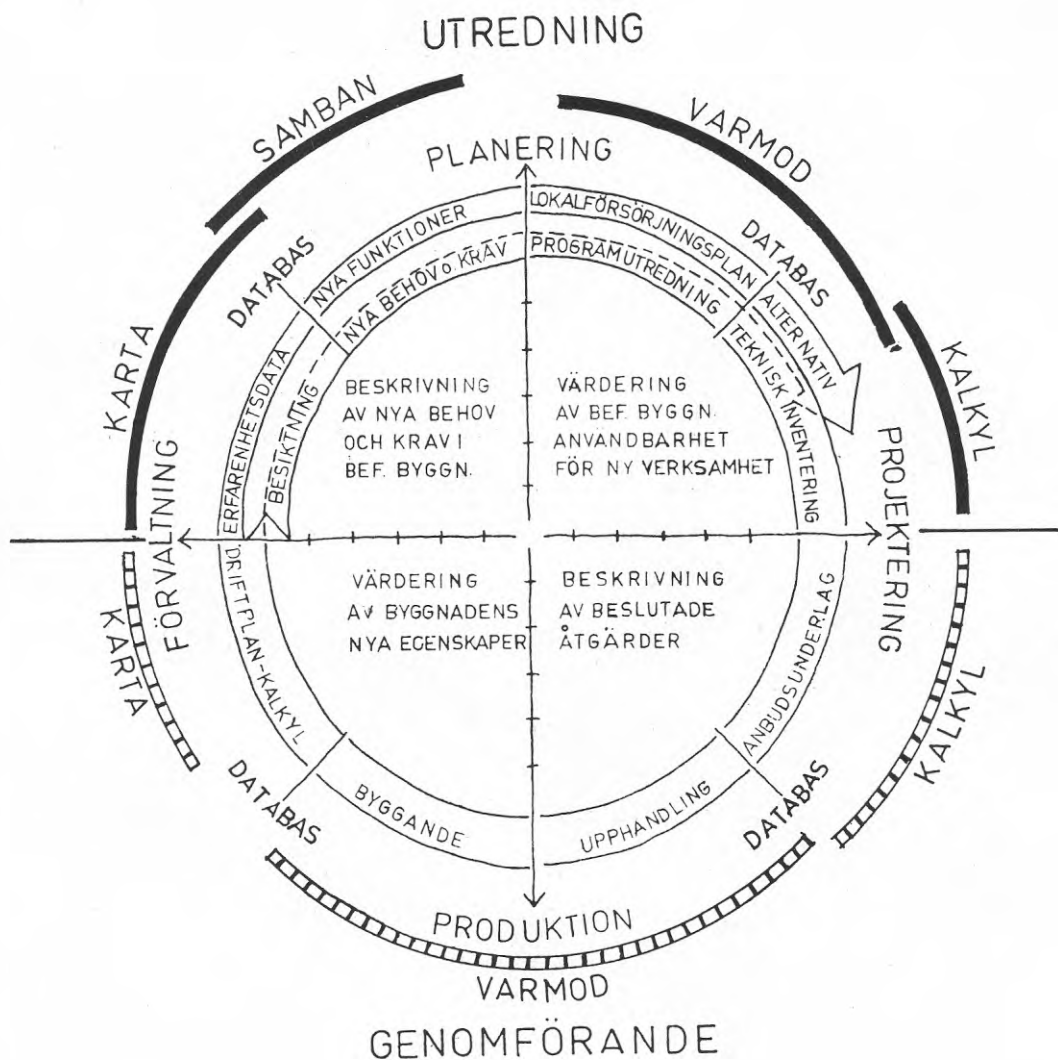 UTREDNING
SAMBAN
VARMOD
PLANERING
KARTA
DATABAS
NYA FUNKTIONER
LOKALFÖRSÖRJNINGSPLAN
DATABAS
NYA BEHOV o. KRAV
PROGRAMUTREDNING
ALTERNATIV
KALKYL
ERFARENHETSDATA
BESIKTNING
TEKNISK INVENTERING
BESKRIVNING
AV NYA BEHOV
OCH KRAV I
BEF. BYGGN.
VÄRDERING
AV BEF. BYGGN.
ANVÄNDBARHET
FÖR NY VERKSAMHET
FÖRVALTNING
PROJEKTERING
VÄRDERING
AV BYGGNADENS
NYA EGENSKAPER
BESKRIVNING
AV BESLUTADE
ÅTGÄRDER
KARTA
DRIFTPLAN-KALKYL
ANBUDSUNDERLAG
KALKYL
DATABAS
BYGGANDE
UPPHANDLING
DATABAS
PRODUKTION
VARMOD
GENOMFÖRANDE